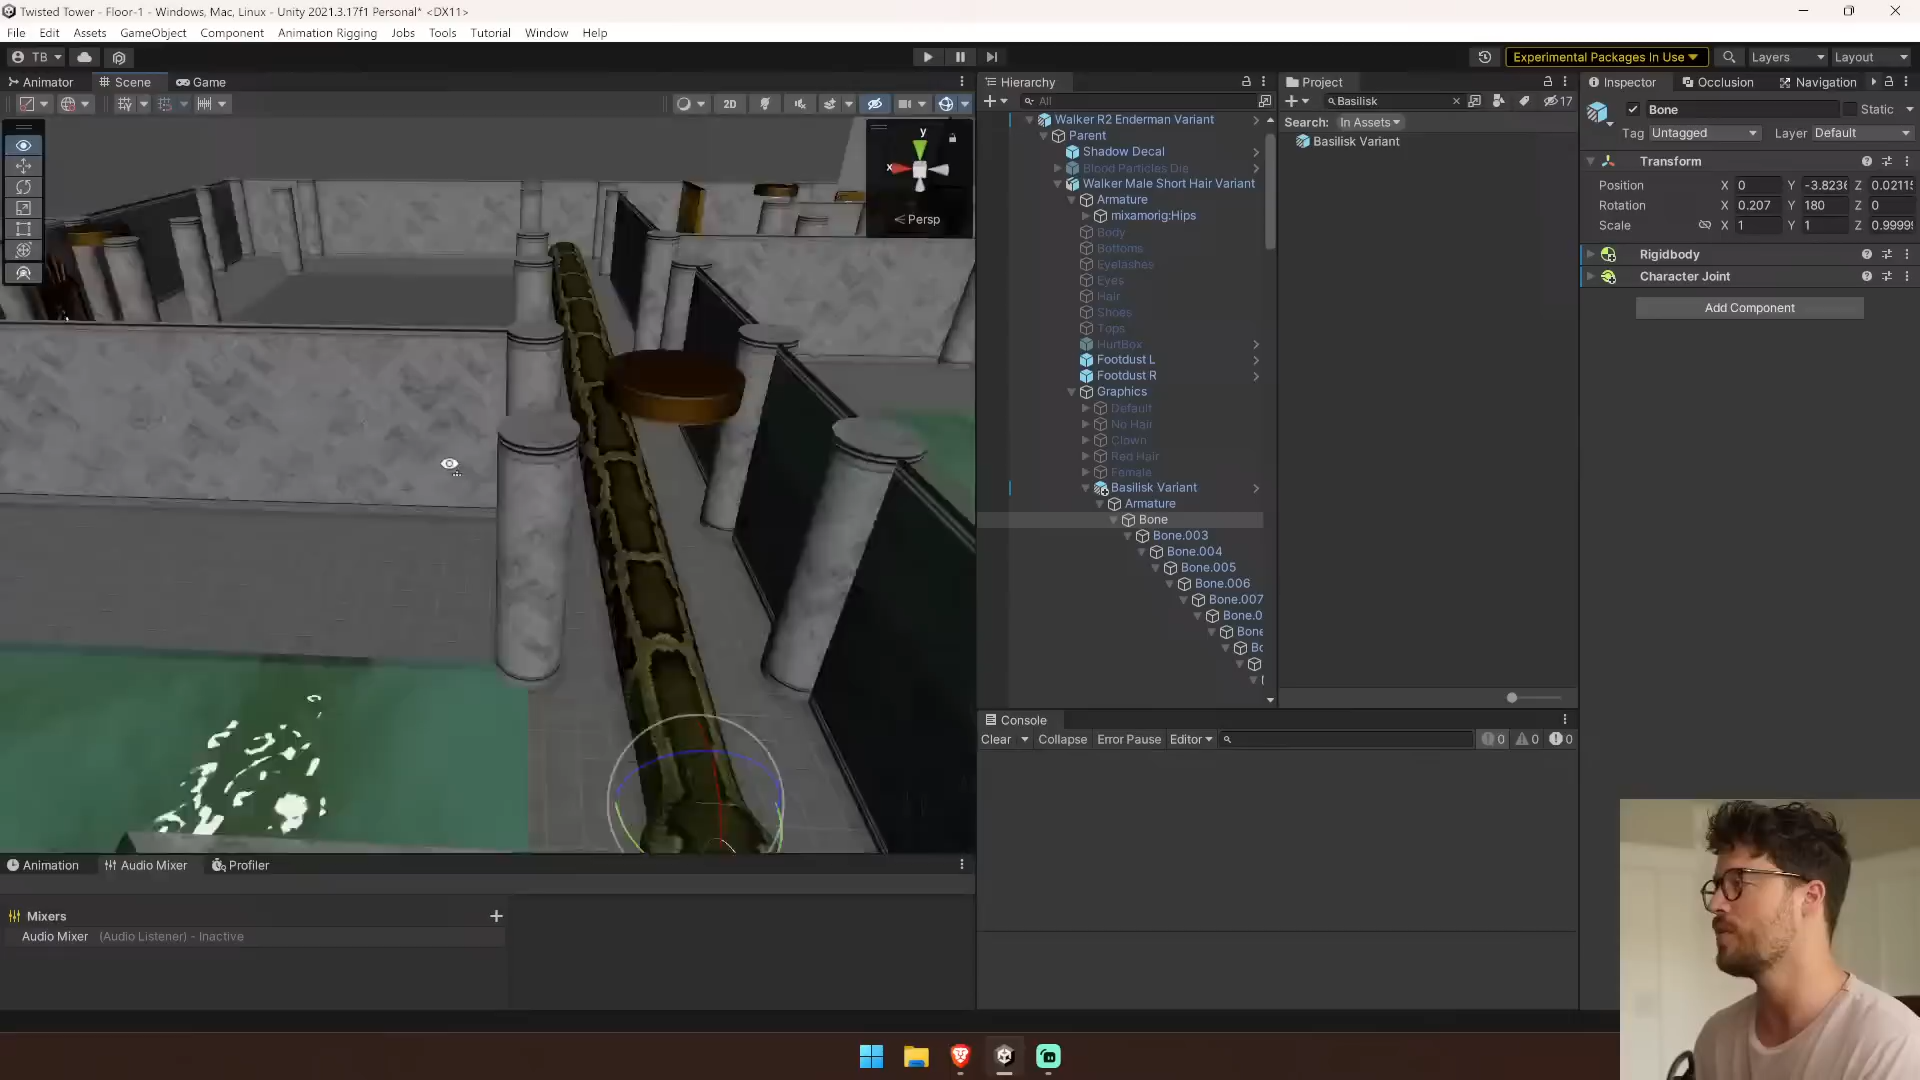 Twisted Tower - Floor-1 - Windows, Mac, Linux - Unity 2021.3.17f1 Personal* <DX11>
File Edit Assets GameObject Component Animation Rigging Jobs Tools Tutorial Window Help
TB
Experimental Packages In Use
Layers
Layout
Animator
Scene
Game
2D
y
x
Persp
Hierarchy
All
Walker R2 Enderman Variant
Parent
Shadow Decal
Blood Particles Die
Walker Male Short Hair Variant
Armature
mixamorig:Hips
Body
Bottoms
Eyelashes
Eyes
Hair
Shoes
Tops
HurtBox
Footdust L
Footdust R
Graphics
Default
No Hair
Clown
Red Hair
Female
Basilisk Variant
Armature
Bone
Bone.003
Bone.004
Bone.005
Bone.006
Bone.007
Bone.0
Bone
Bo
Project
Basilisk
17
Search: In Assets
Basilisk Variant
Inspector
Occlusion
Navigation
Bone
Static
Tag Untagged
Layer Default
Transform
Position X 0 Y -3.8236 Z 0.0211
Rotation X 0.207 Y 180 Z 0
Scale X 1 Y 1 Z 0.9999
Rigidbody
Character Joint
Add Component
Console
Clear Collapse Error Pause Editor
0 0 0
Animation
Audio Mixer
Profiler
Mixers
Audio Mixer (Audio Listener) - Inactive